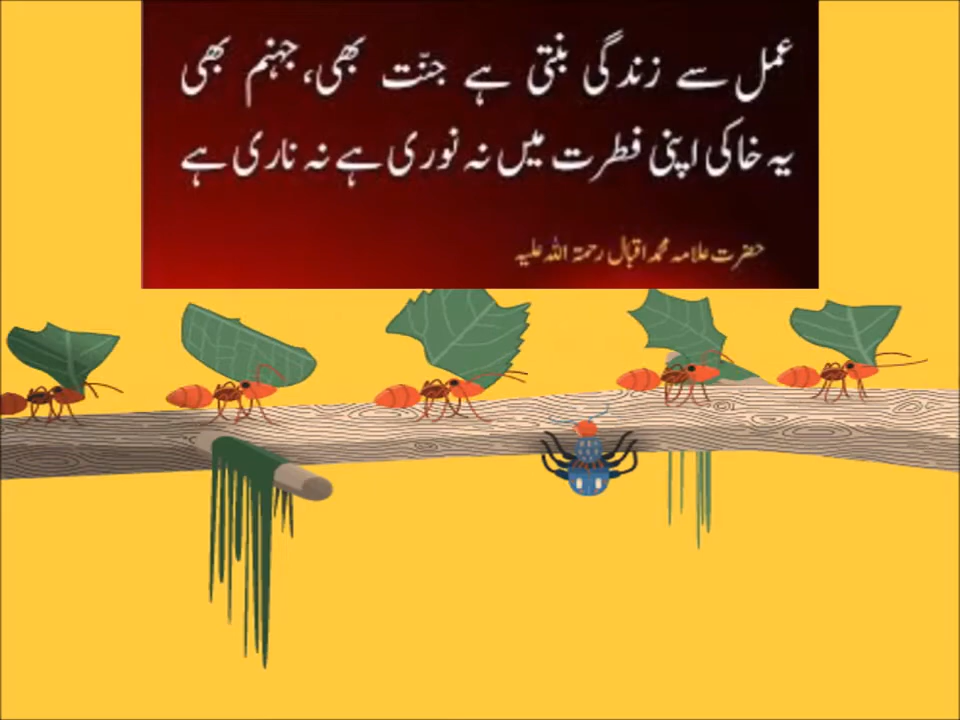 عمل سے زندگی بنتی ہے جنّت بھی، جہنم بھی
یہ خاکی اپنی فطرت میں نہ نوری ہے نہ ناری ہے
حضرت علامہ محمد اقبال رحمۃ اللہ علیہ